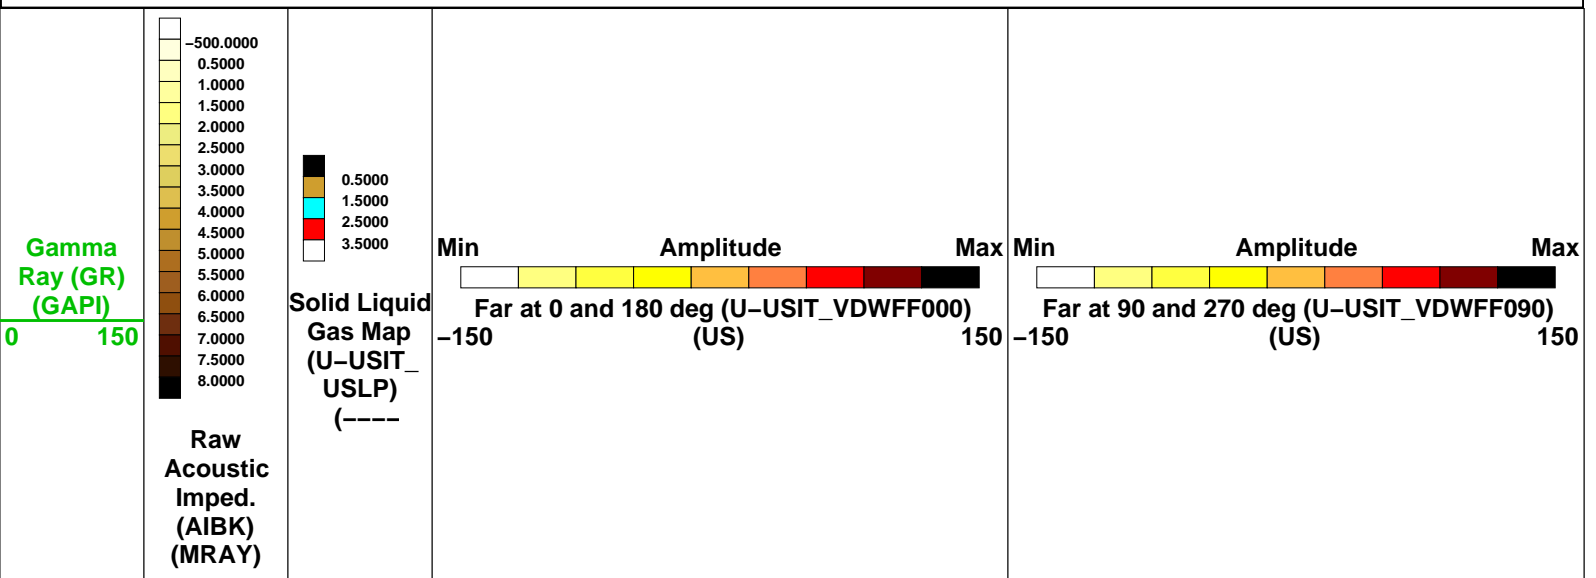 Gamma
Ray (GR)
(GAPI)
0 150
−500.0000
0.5000
1.0000
1.5000
2.0000
2.5000
3.0000
3.5000
4.0000
4.5000
5.0000
5.5000
6.0000
6.5000
7.0000
7.5000
8.0000
Raw
Acoustic
Imped.
(AIBK)
(MRAY)
0.5000
1.5000
2.5000
3.5000
Solid Liquid
Gas Map
(U−USIT_
USLP)
(−−−−
Min Amplitude Max
Far at 0 and 180 deg (U−USIT_VDWFF000)
−150 (US) 150
Min Amplitude Max
Far at 90 and 270 deg (U−USIT_VDWFF090)
−150 (US) 150